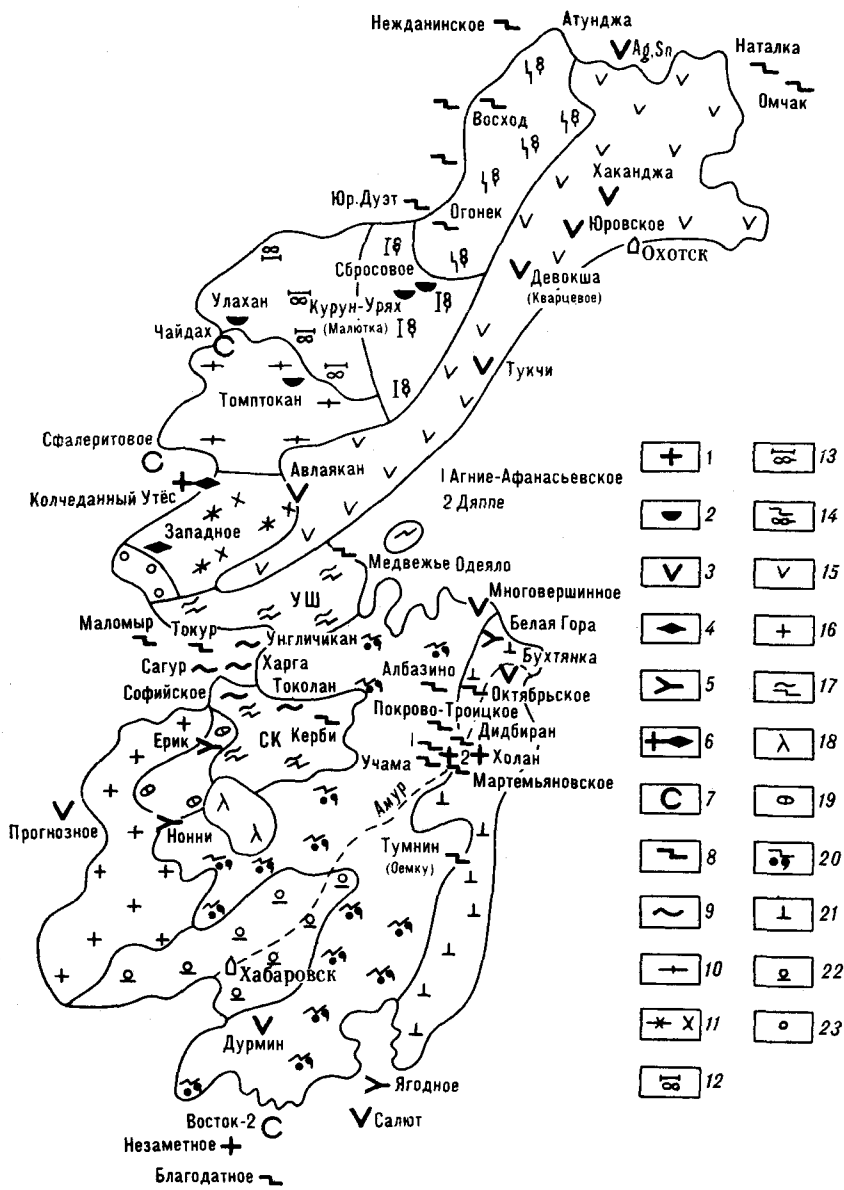 Нежданинское
Атунджа
Ag,Sn
Наталка
Омчак
Восход
Хаканджа
Юр.Дуэт
Огонек
Юровское
Охотск
Сбросовое
Девокша
(Кварцевое)
Улахан
Курун-Урях
(Малютка)
Чайдах
Тукчи
Томптокан
Сфалеритовое
Авлаякан
1 Агние-Афанасьевское
2 Дяппе
Колчеданный Утёс
Западное
Медвежье Одеяло
УШ
Многовершинное
Маломыр
Токур
Унгличикан
Белая Гора
Бухтянка
Сагур
Харга
Албазино
Софийское
Токолан
Октябрьское
Покрово-Троицкое
Ерик
СК
Керби
Дидбиран
1
2
Холан
Учама
Мартемьяновское
Амур
Прогнозное
Нонни
Тумнин
(Оемку)
Хабаровск
Дурмин
Ягодное
Восток-2
Салют
Незаметное
Благодатное
1
2
3
4
5
6
7
8
9
10
11
12
13
14
15
16
17
18
19
20
21
22
23